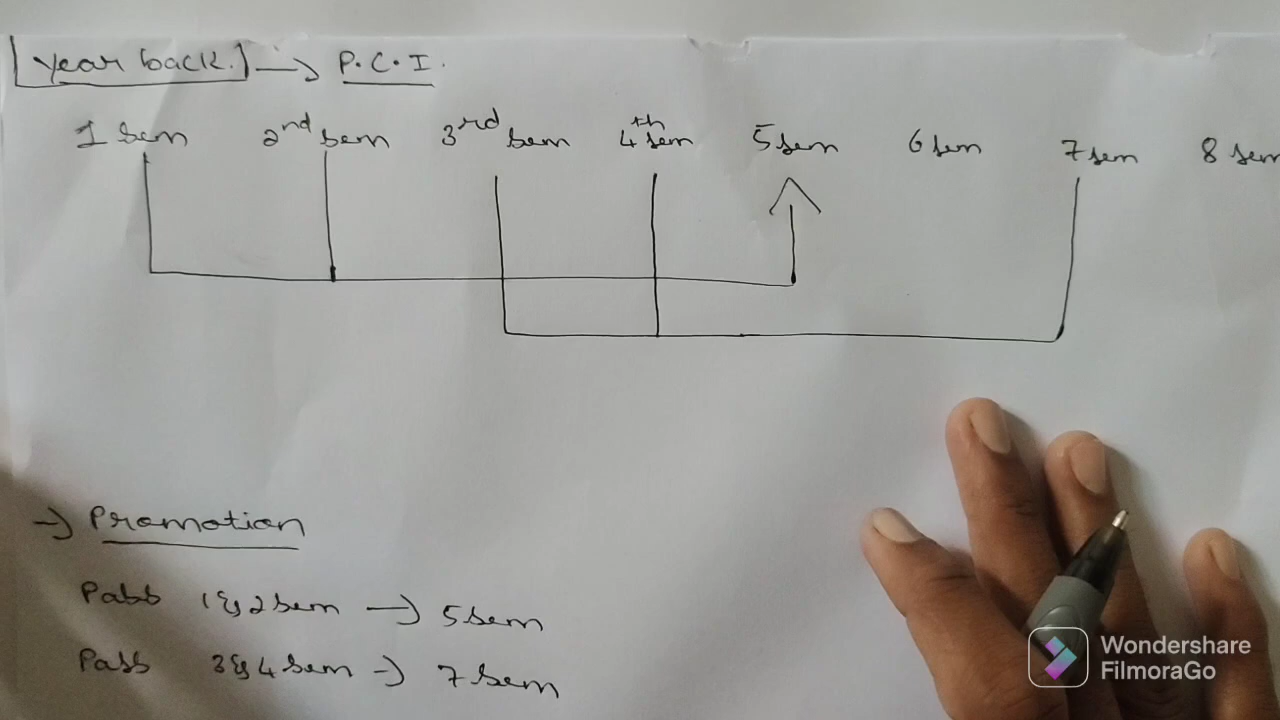 [Year back.] → P.C.I.
1 sem 2nd sem 3rd sem 4th sem 5 sem 6 sem 7 sem 8 sem
→ Promotion
Pass 1 & 2 sem → 5 sem
Pass 3 & 4 sem → 7 sem
Wondershare
FilmoraGo